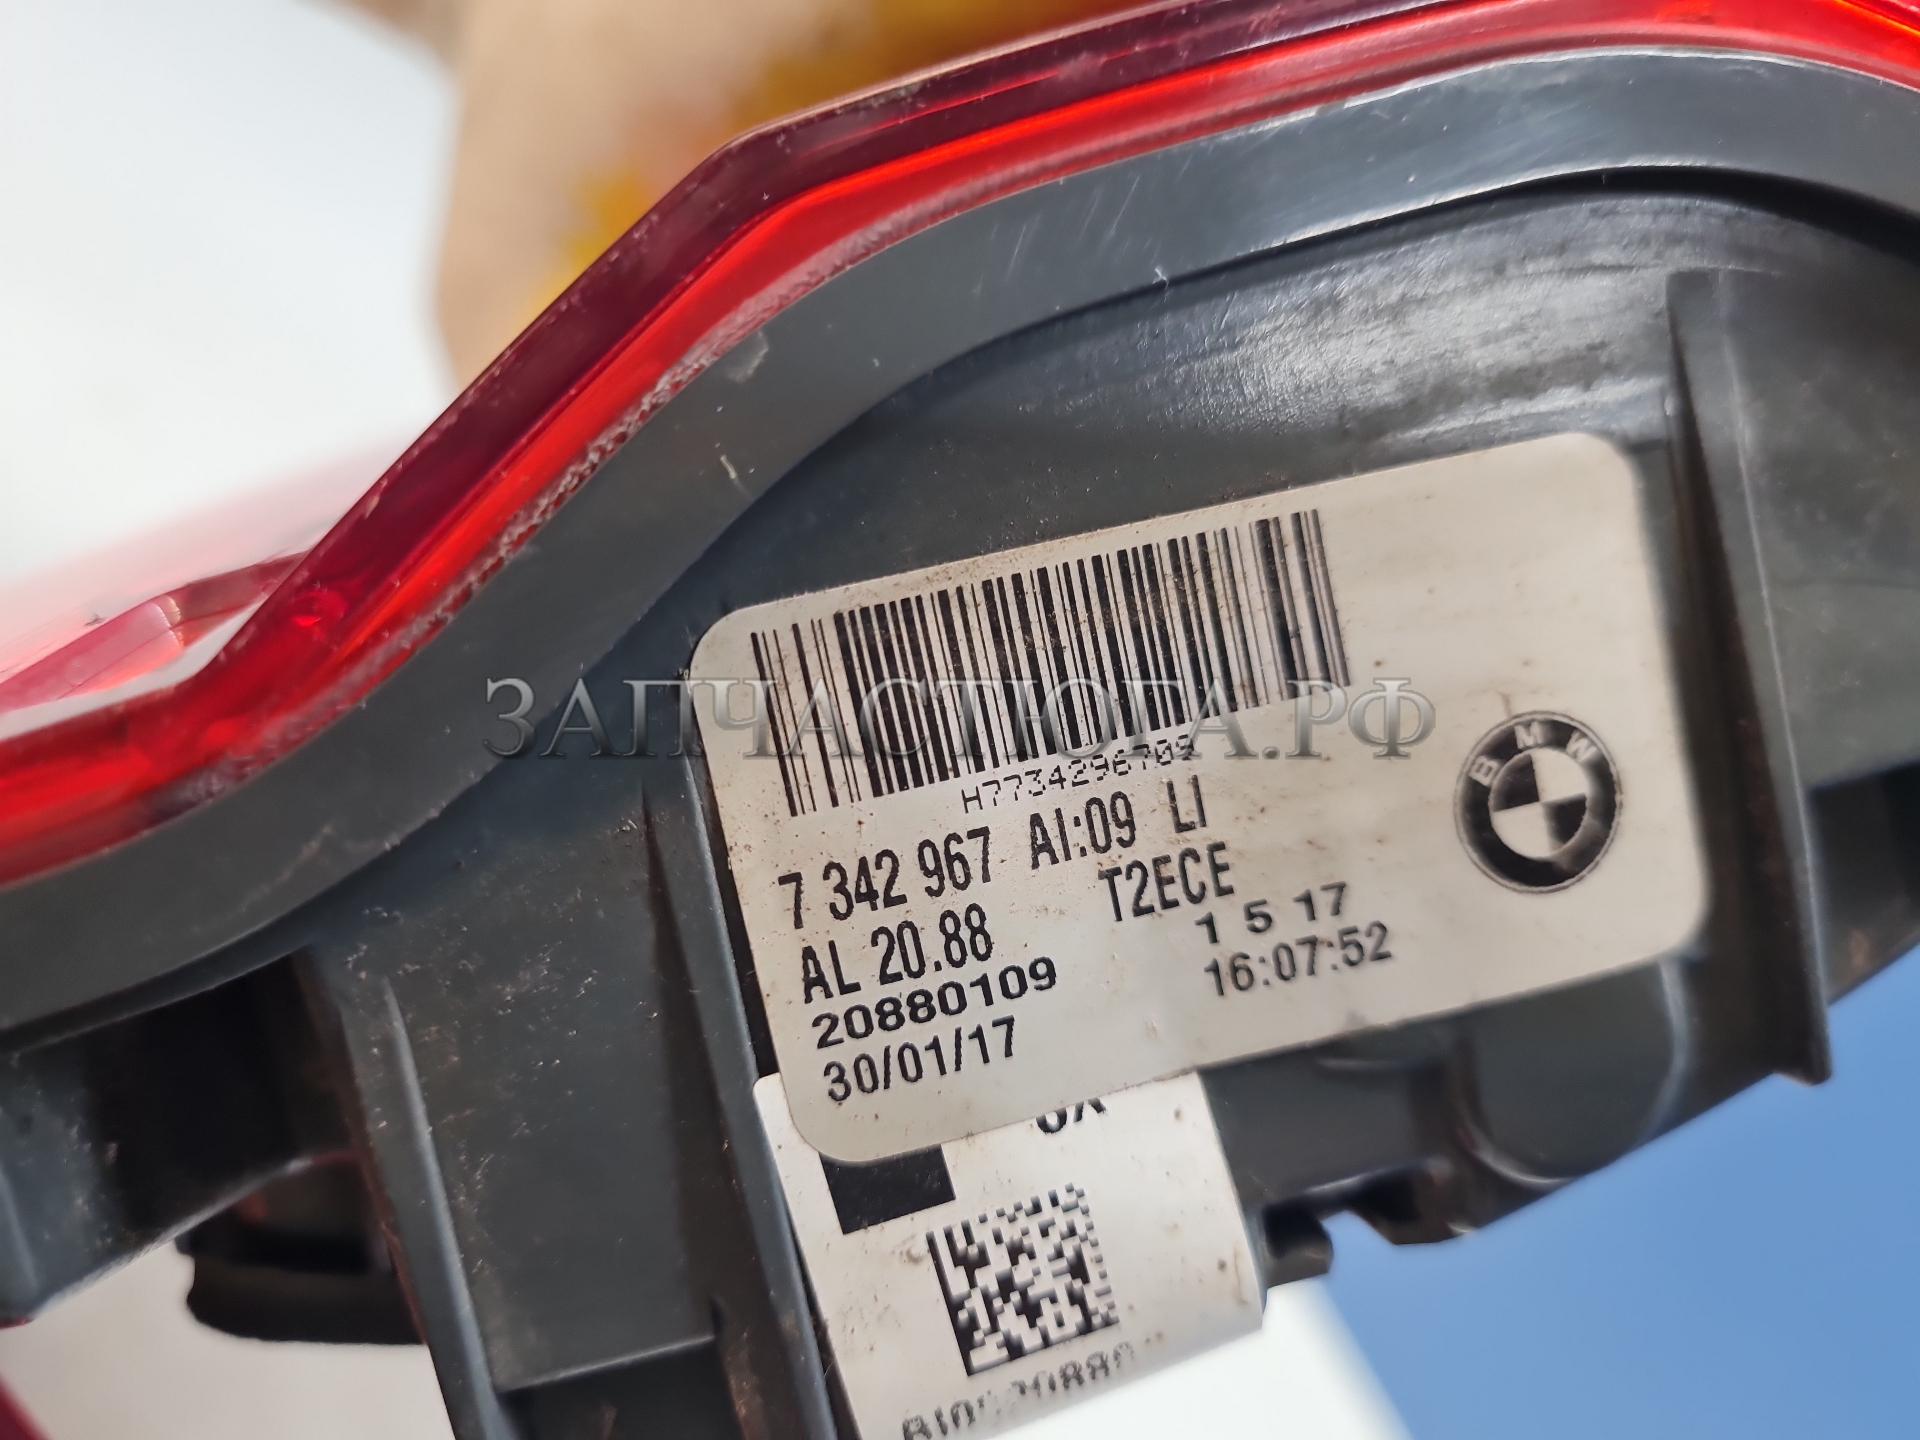 H7734296709
7 342 967 AI:09 LI
AL 20.88 T2ECE
20880109 1 5 17
30/01/17 16:07:52
BMW
ЗАПЧАСТЮГА.РФ